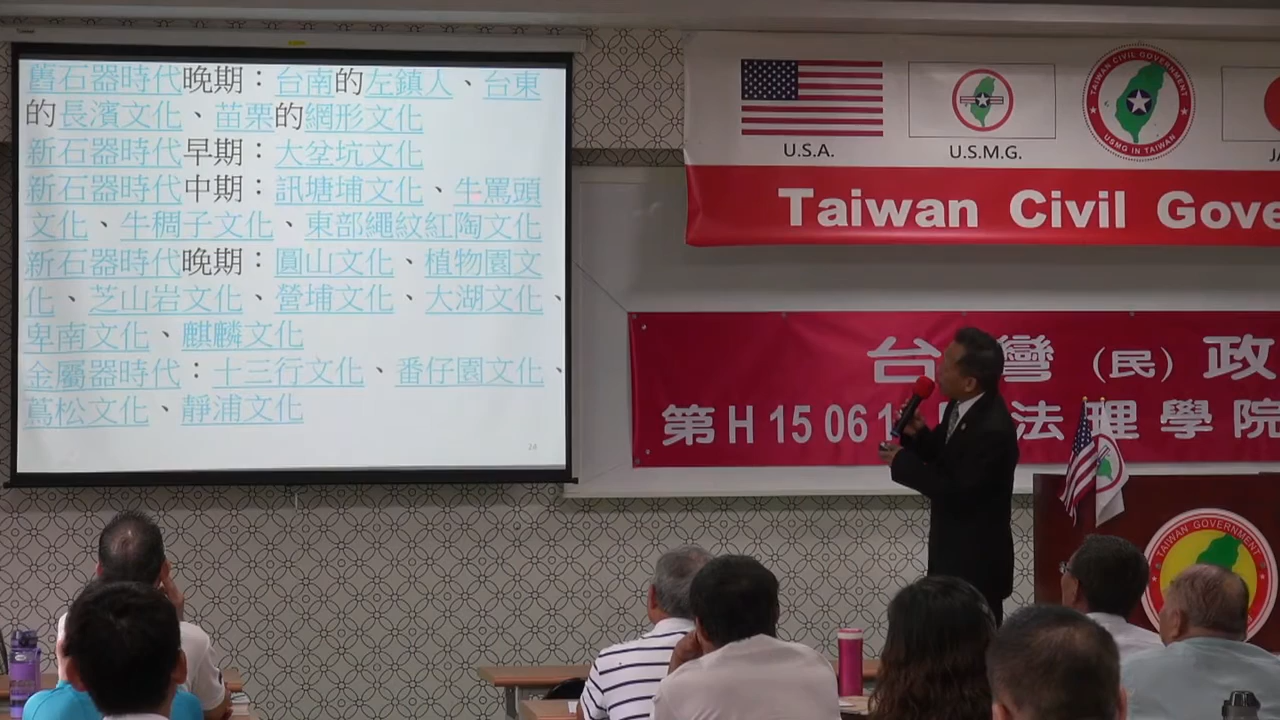 舊石器時代晚期：台南的左鎮人、台東
的長濱文化、苗栗的網形文化
新石器時代早期：大坌坑文化
新石器時代中期：訊塘埔文化、牛罵頭
文化、牛稠子文化、東部繩紋紅陶文化
新石器時代晚期：圓山文化、植物園文
化、芝山岩文化、營埔文化、大湖文化、
卑南文化、麒麟文化
金屬器時代：十三行文化、番仔園文化、
蔦松文化、靜浦文化
24
U.S.A.
U.S.M.G.
TAIWAN CIVIL GOVERNMENT
USMG IN TAIWAN
JA
Taiwan Civil Gove
台灣（民）政
第H 15 06 1 法理學院
TAIWAN GOVERNMENT